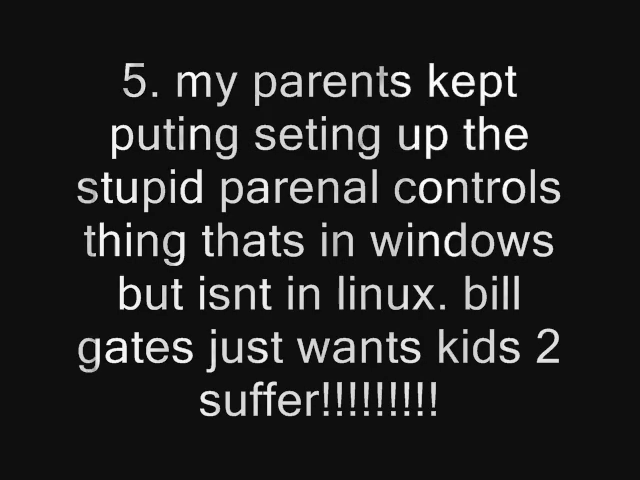 5. my parents kept
puting seting up the
stupid parenal controls
thing thats in windows
but isnt in linux. bill
gates just wants kids 2
suffer!!!!!!!!!